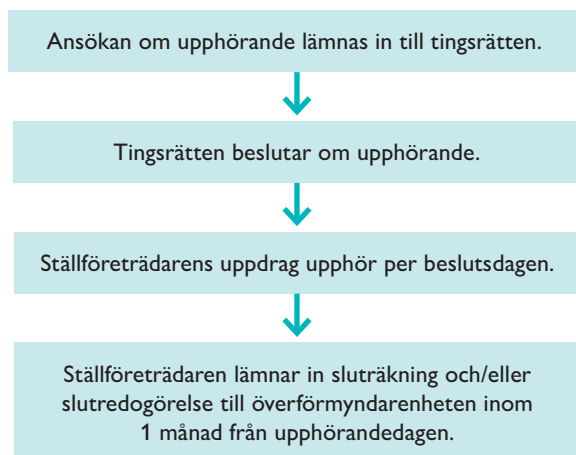 Ansökan om upphörande lämnas in till tingsrätten.
Tingsrätten beslutar om upphörande.
Ställföreträdarens uppdrag upphör per beslutsdagen.
Ställföreträdaren lämnar in sluträkning och/eller
slutredogörelse till överförmyndarenheten inom
1 månad från upphörandedagen.